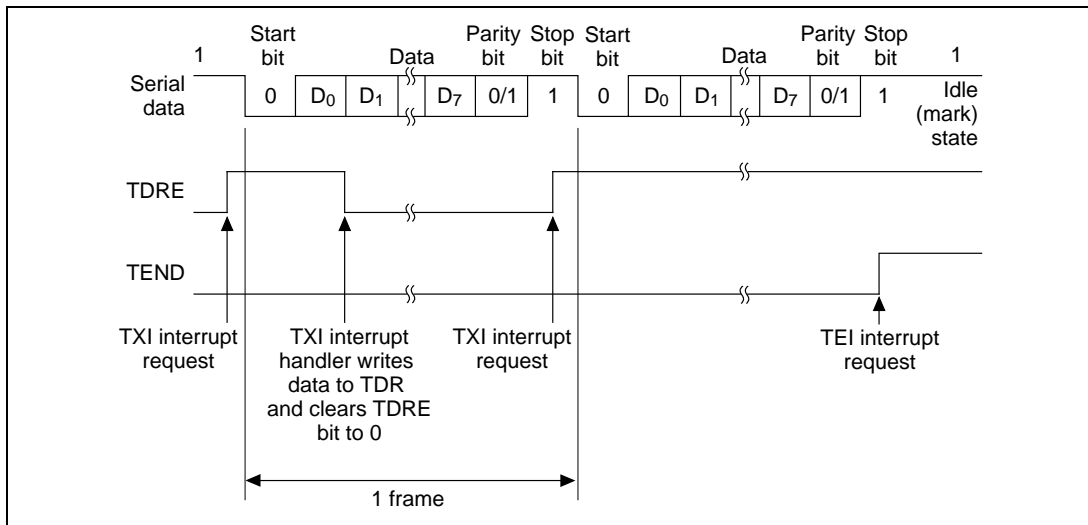 Start bit Data Parity bit Stop bit Start bit Data Parity bit Stop bit
1 1
Serial data 0 D0 D1 D7 0/1 1 0 D0 D1 D7 0/1 1 Idle (mark) state
TDRE
TEND
TXI interrupt request
TXI interrupt handler writes data to TDR and clears TDRE bit to 0
TXI interrupt request
TEI interrupt request
1 frame